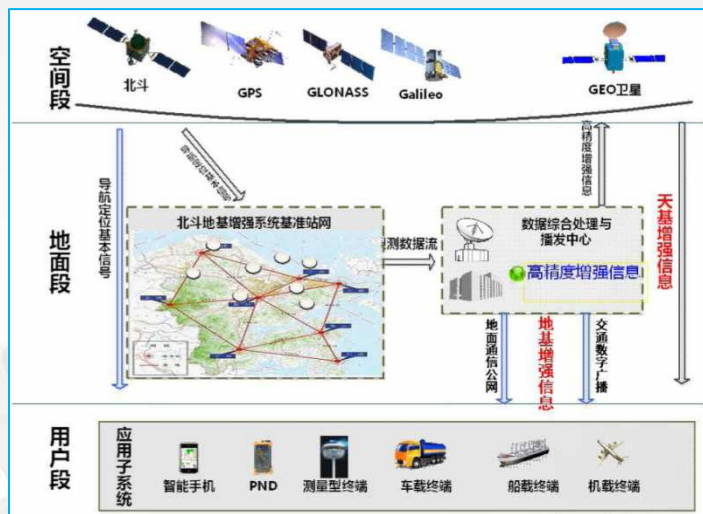 空间段
北斗
GPS
GLONASS
Galileo
GEO卫星
导航定位基本信号
高精度增强信息
天基增强信息
地面段
北斗地基增强系统基准站网
测数据流
数据综合处理与
播发中心
高精度增强信息
地面通信公网
地基增强信息
交通数字广播
用户段
应用子系统
智能手机
PND
测量型终端
车载终端
船载终端
机载终端